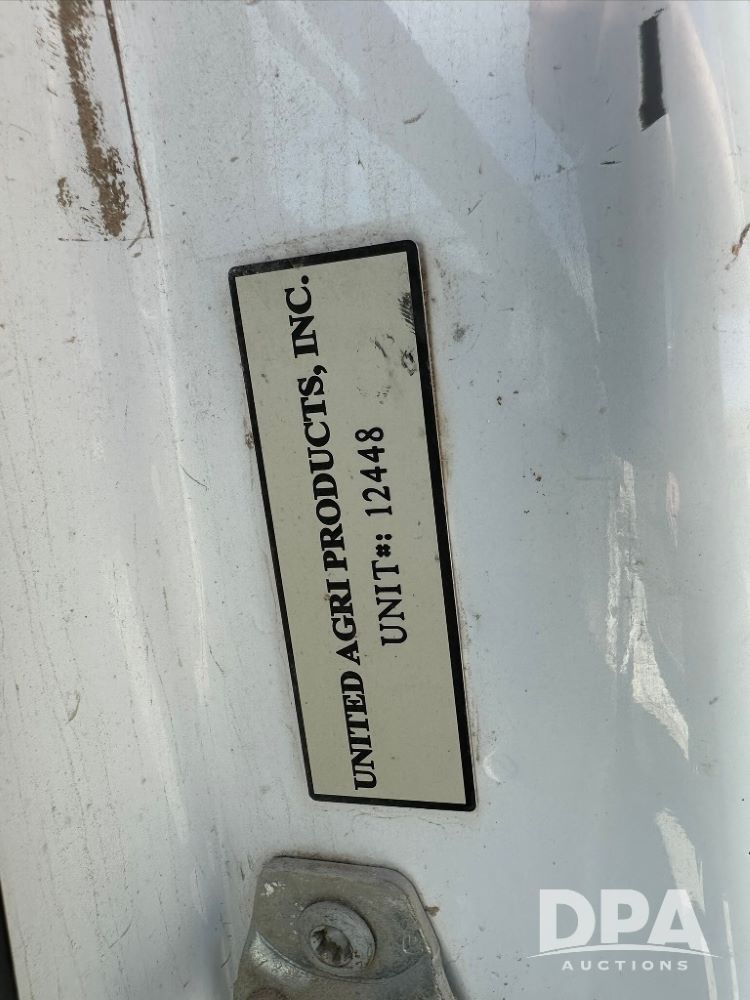 UNITED AGRI PRODUCTS, INC.
UNIT#: 12448
DPA
AUCTIONS